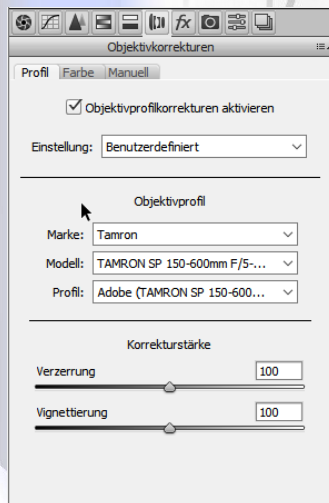 fx
Objektivkorrekturen
Profil Farbe Manuell
Objektivprofilkorrekturen aktivieren
Einstellung: Benutzerdefiniert
Objektivprofil
Marke: Tamron
Modell: TAMRON SP 150-600mm F/5-...
Profil: Adobe (TAMRON SP 150-600...
Korrekturstärke
Verzerrung 100
Vignettierung 100